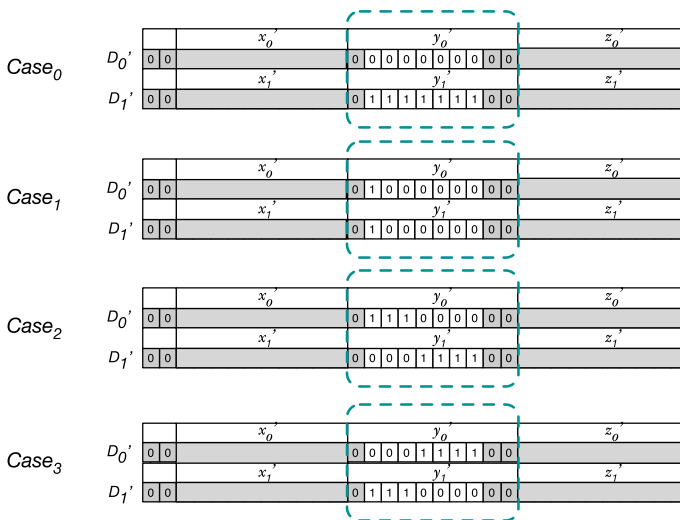 x₀' y₀' z₀'
Case₀ D₀' 0 0 0 0 0 0 0 0 0 0 0 0
x₁' y₁' z₁'
D₁' 0 0 0 1 1 1 1 1 1 1 0 0
x₀' y₀' z₀'
Case₁ D₀' 0 0 0 1 0 0 0 0 0 0 0 0
x₁' y₁' z₁'
D₁' 0 0 0 1 0 0 0 0 0 0 0 0
x₀' y₀' z₀'
Case₂ D₀' 0 0 0 1 1 1 0 0 0 0 0 0
x₁' y₁' z₁'
D₁' 0 0 0 0 0 0 1 1 1 1 0 0
x₀' y₀' z₀'
Case₃ D₀' 0 0 0 0 0 0 1 1 1 1 0 0
x₁' y₁' z₁'
D₁' 0 0 0 1 1 1 0 0 0 0 0 0